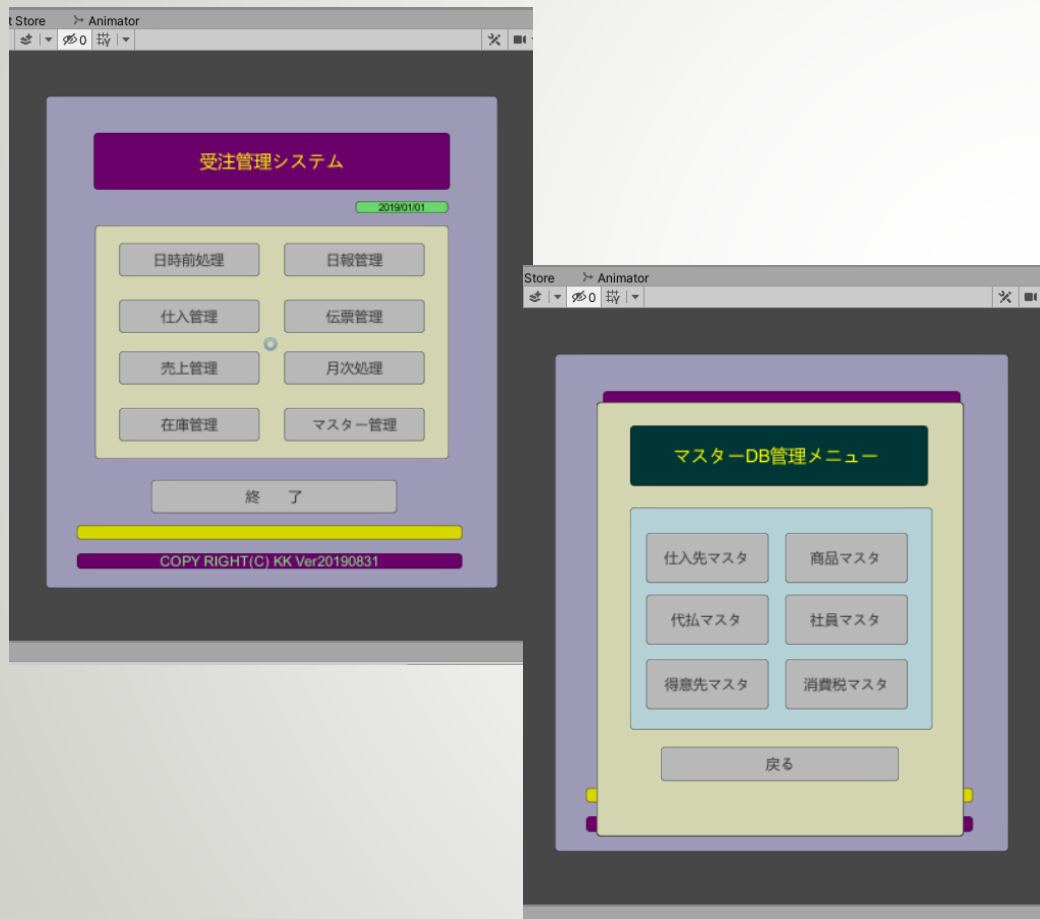 t Store Animator
0
受注管理システム
2019/01/01
日時前処理 日報管理
仕入管理 伝票管理
売上管理 月次処理
在庫管理 マスター管理
終 了
COPY RIGHT(C) KK Ver20190831
Store Animator
0
マスターDB管理メニュー
仕入先マスタ 商品マスタ
代払マスタ 社員マスタ
得意先マスタ 消費税マスタ
戻る